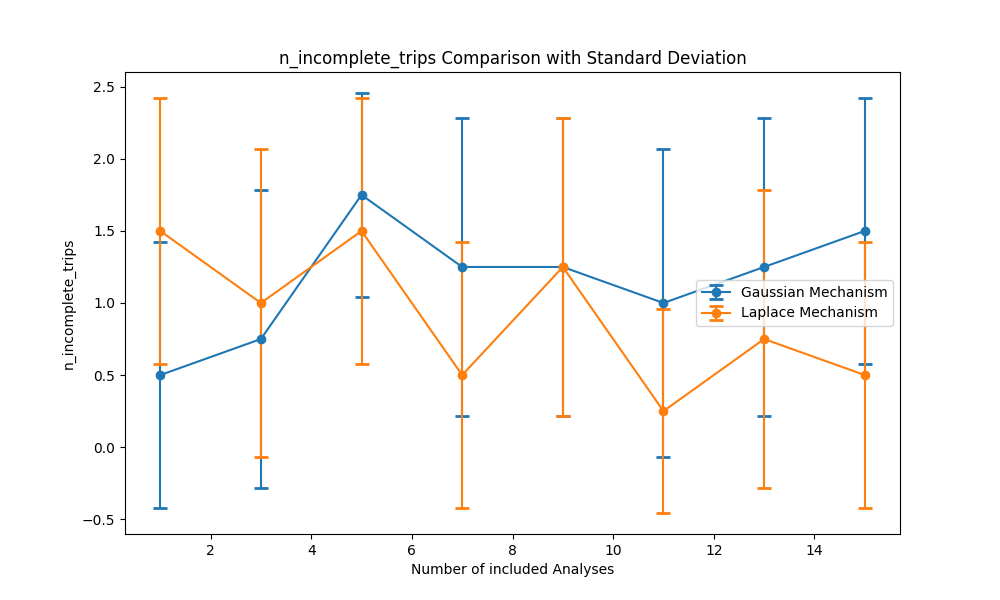 n_incomplete_trips Comparison with Standard Deviation
n_incomplete_trips
2.5
2.0
1.5
1.0
0.5
0.0
−0.5
Gaussian Mechanism
Laplace Mechanism
2 4 6 8 10 12 14
Number of included Analyses